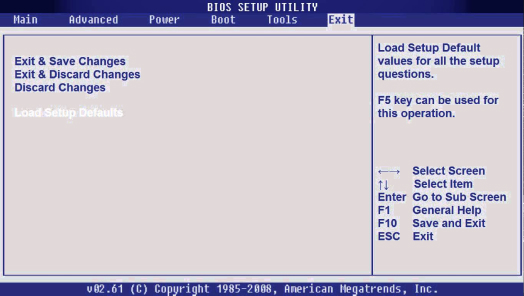 BIOS SETUP UTILITY
Main Advanced Power Boot Tools Exit
Exit & Save Changes
Exit & Discard Changes
Discard Changes
Load Setup Defaults
Load Setup Default
values for all the setup
questions.
F5 key can be used for
this operation.
←→ Select Screen
↑↓ Select Item
Enter Go to Sub Screen
F1 General Help
F10 Save and Exit
ESC Exit
v02.61 (C) Copyright 1985-2008, American Megatrends, Inc.